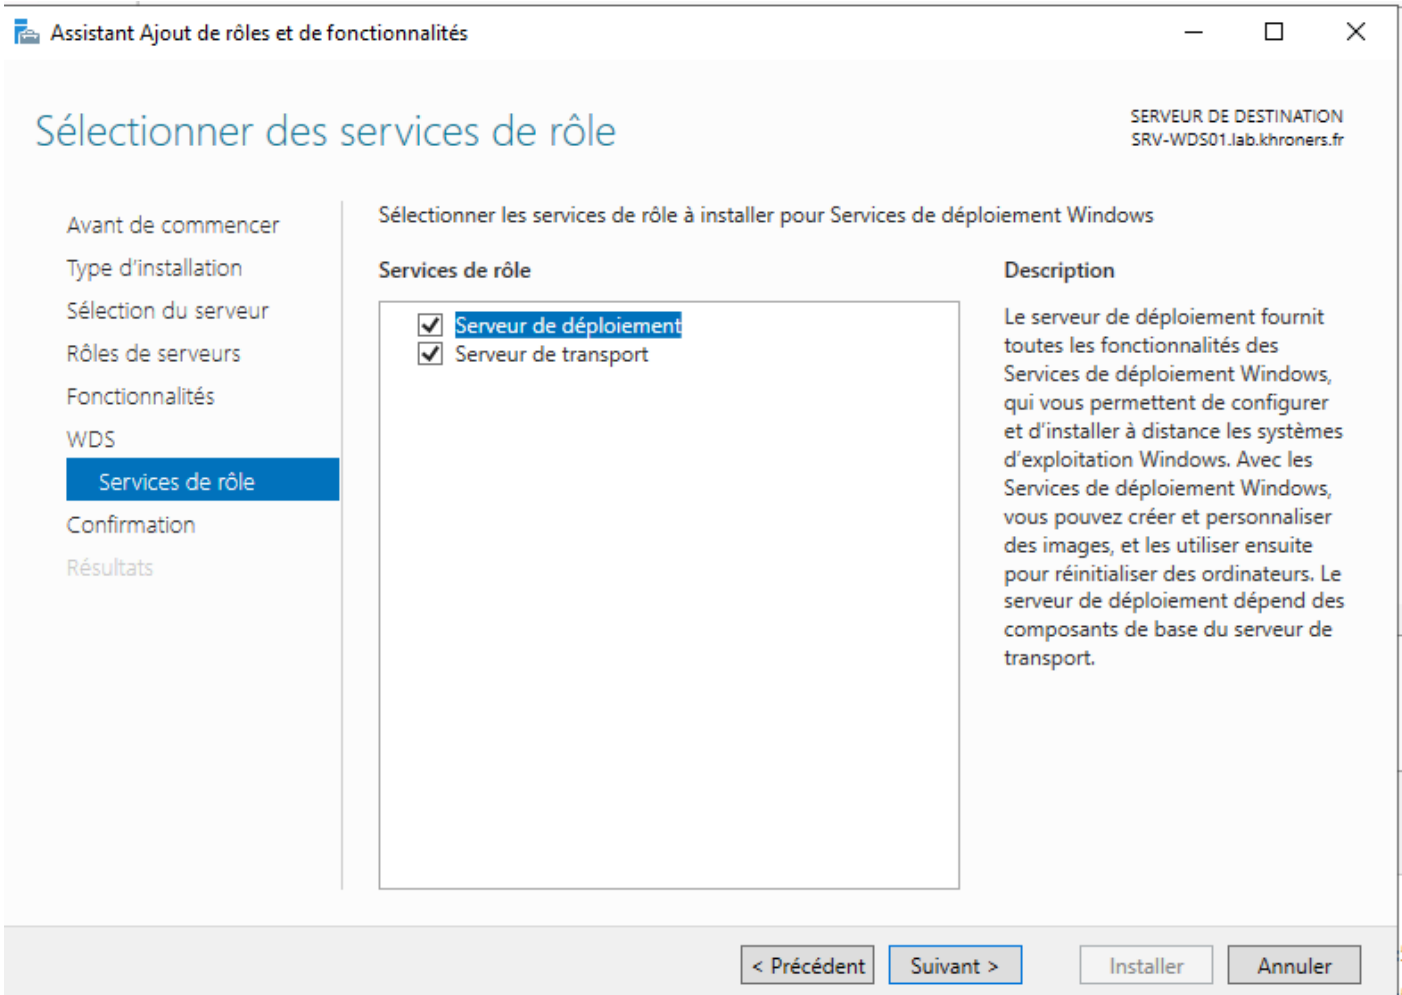 Assistant Ajout de rôles et de fonctionnalités
Sélectionner des services de rôle
SERVEUR DE DESTINATION
SRV-WDS01.lab.khroners.fr
Avant de commencer
Type d'installation
Sélection du serveur
Rôles de serveurs
Fonctionnalités
WDS
Services de rôle
Confirmation
Résultats
Sélectionner les services de rôle à installer pour Services de déploiement Windows
Services de rôle
Serveur de déploiement
Serveur de transport
Description
Le serveur de déploiement fournit
toutes les fonctionnalités des
Services de déploiement Windows,
qui vous permettent de configurer
et d'installer à distance les systèmes
d'exploitation Windows. Avec les
Services de déploiement Windows,
vous pouvez créer et personnaliser
des images, et les utiliser ensuite
pour réinitialiser des ordinateurs. Le
serveur de déploiement dépend des
composants de base du serveur de
transport.
< Précédent
Suivant >
Installer
Annuler